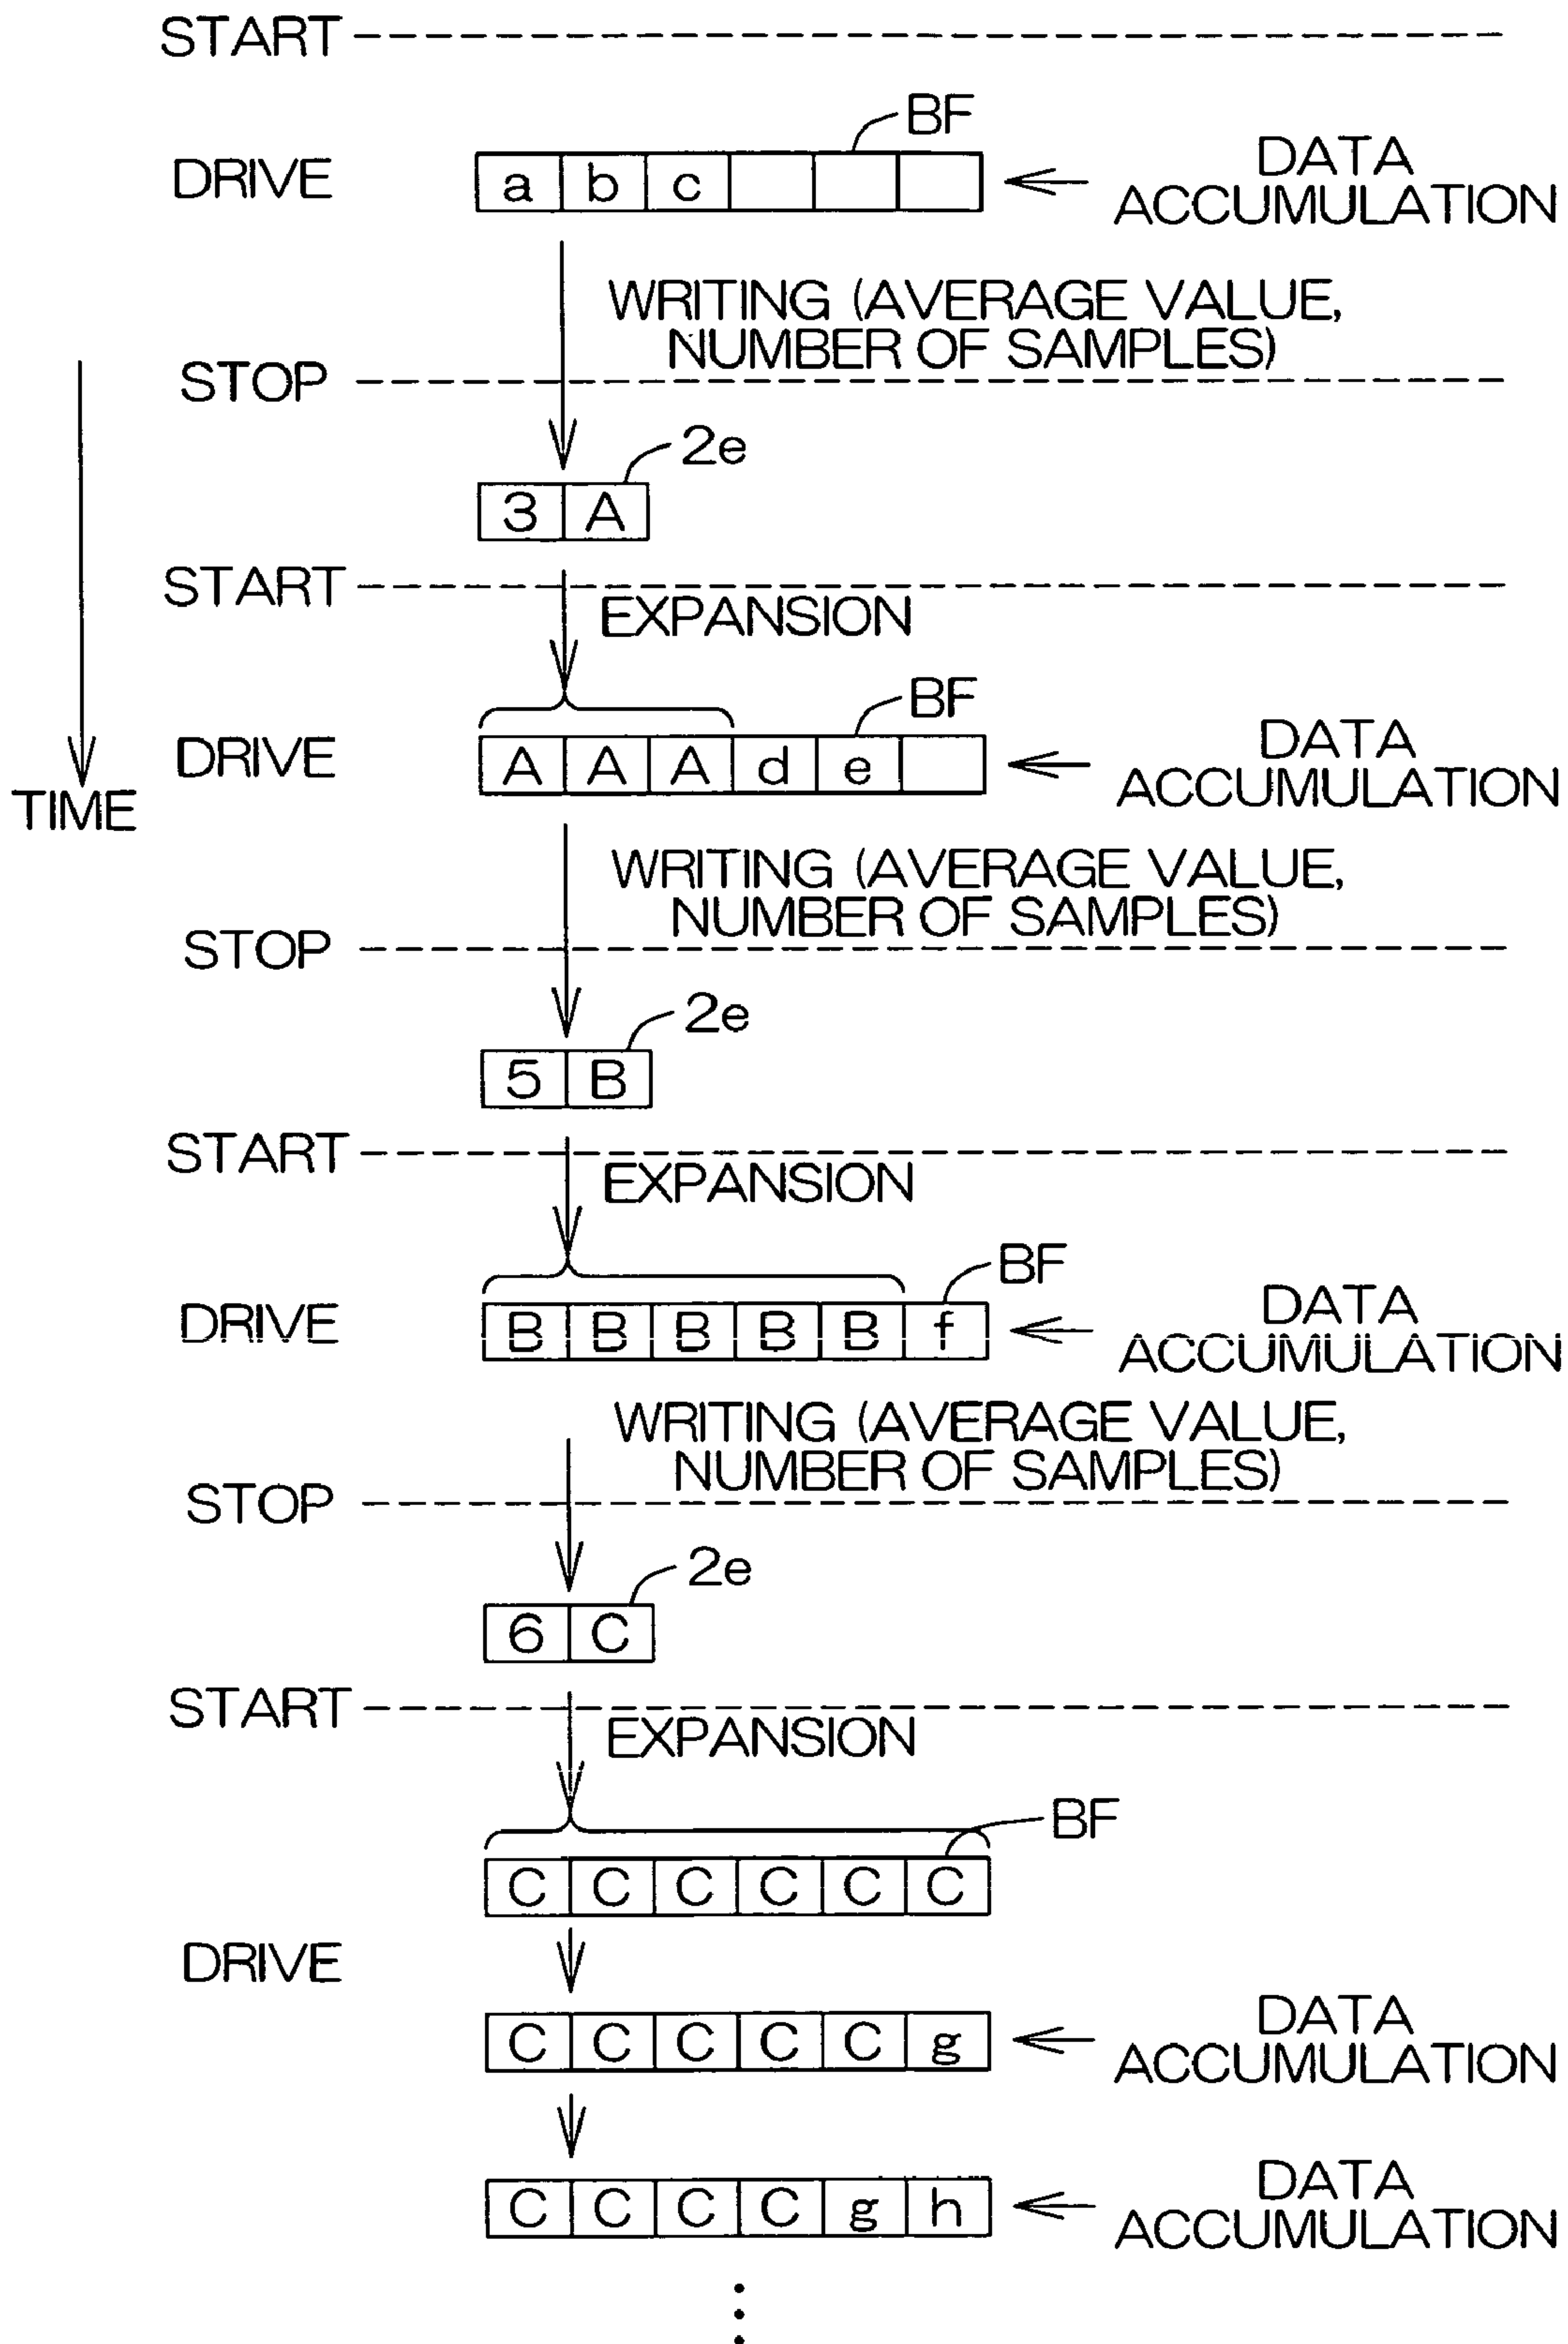 START
BF
DRIVE
a b c
DATA
ACCUMULATION
WRITING (AVERAGE VALUE,
NUMBER OF SAMPLES)
STOP
2e
3 A
START
EXPANSION
BF
DRIVE
A A A d e
DATA
ACCUMULATION
TIME
WRITING (AVERAGE VALUE,
NUMBER OF SAMPLES)
STOP
2e
5 B
START
EXPANSION
BF
DRIVE
B B B B B f
DATA
ACCUMULATION
WRITING (AVERAGE VALUE,
NUMBER OF SAMPLES)
STOP
2e
6 C
START
EXPANSION
BF
C C C C C C
DRIVE
C C C C C g
DATA
ACCUMULATION
C C C C g h
DATA
ACCUMULATION